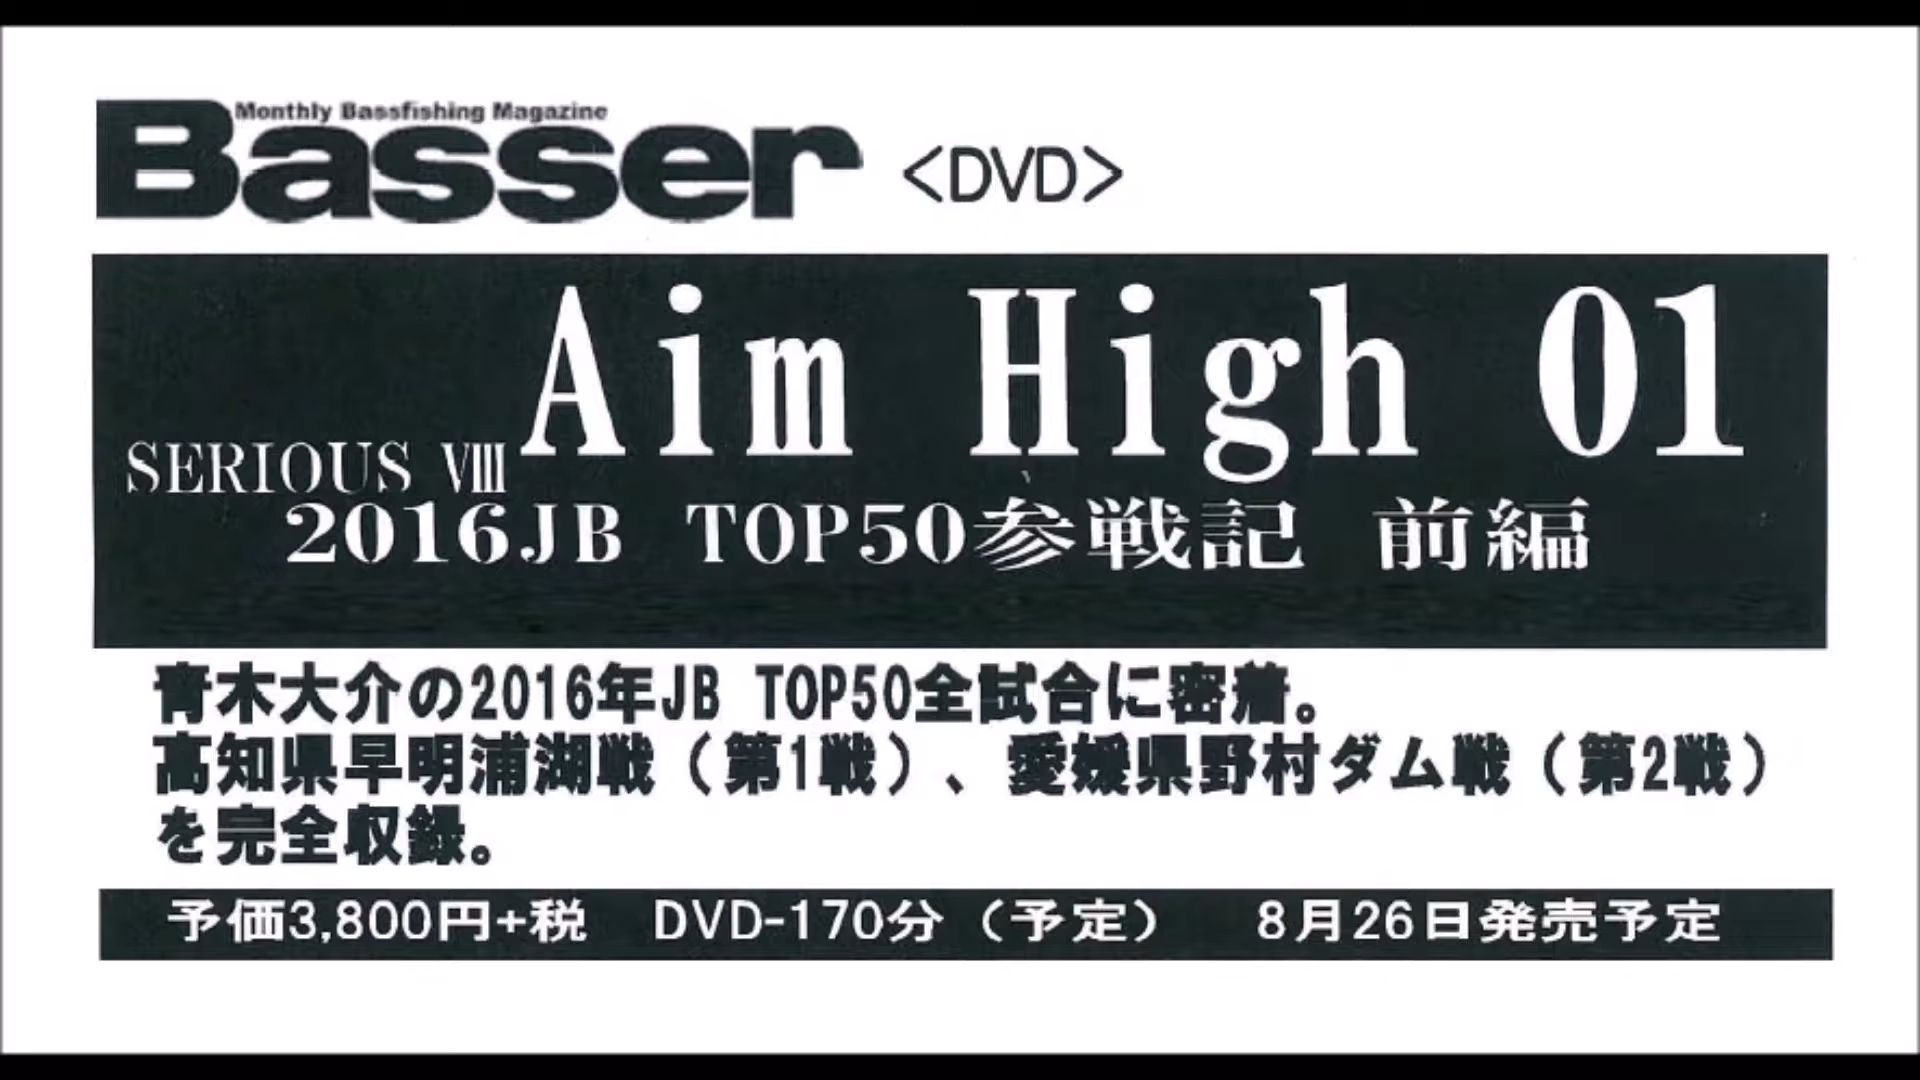 Monthly Bassfishing Magazine
Basser <DVD>
SERIOUS Ⅷ Aim High 01
2016JB TOP50参戦記 前編
青木大介の2016年JB TOP50全試合に密着。
高知県早明浦湖戦（第1戦）、愛媛県野村ダム戦（第2戦）
を完全収録。
予価3,800円+税 DVD-170分（予定） 8月26日発売予定